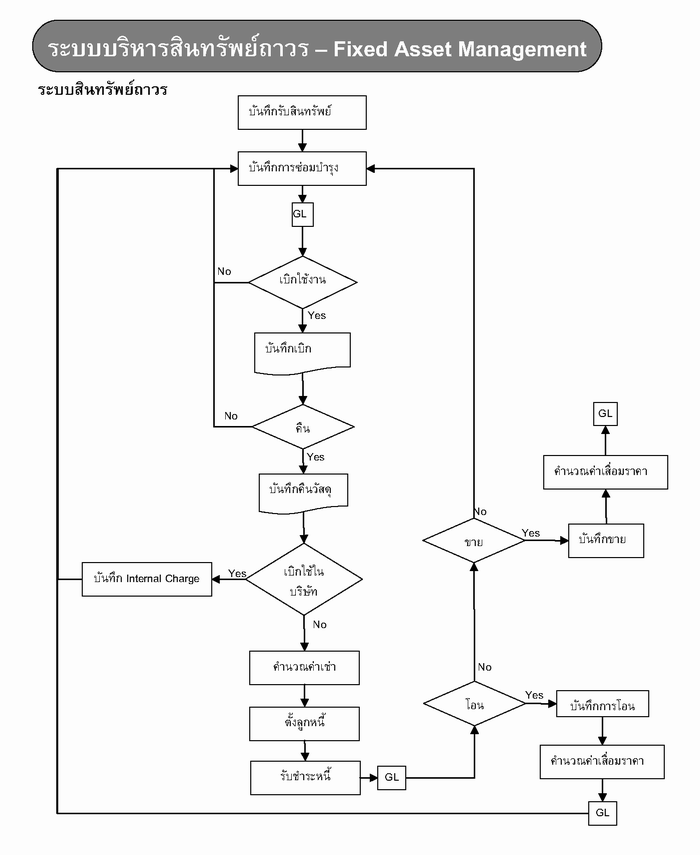 ระบบบริหารสินทรัพย์ถาวร – Fixed Asset Management
ระบบสินทรัพย์ถาวร
บันทึกรับสินทรัพย์
บันทึกการซ่อมบำรุง
GL
No
เบิกใช้งาน
Yes
บันทึกเบิก
No
คืน
Yes
บันทึกคืนวัสดุ
บันทึก Internal Charge
Yes
เบิกใช้ใน
บริษัท
No
คำนวณค่าเช่า
ตั้งลูกหนี้
รับชำระหนี้
GL
โอน
Yes
บันทึกการโอน
คำนวณค่าเสื่อมราคา
GL
No
ขาย
No
Yes
บันทึกขาย
คำนวณค่าเสื่อมราคา
GL